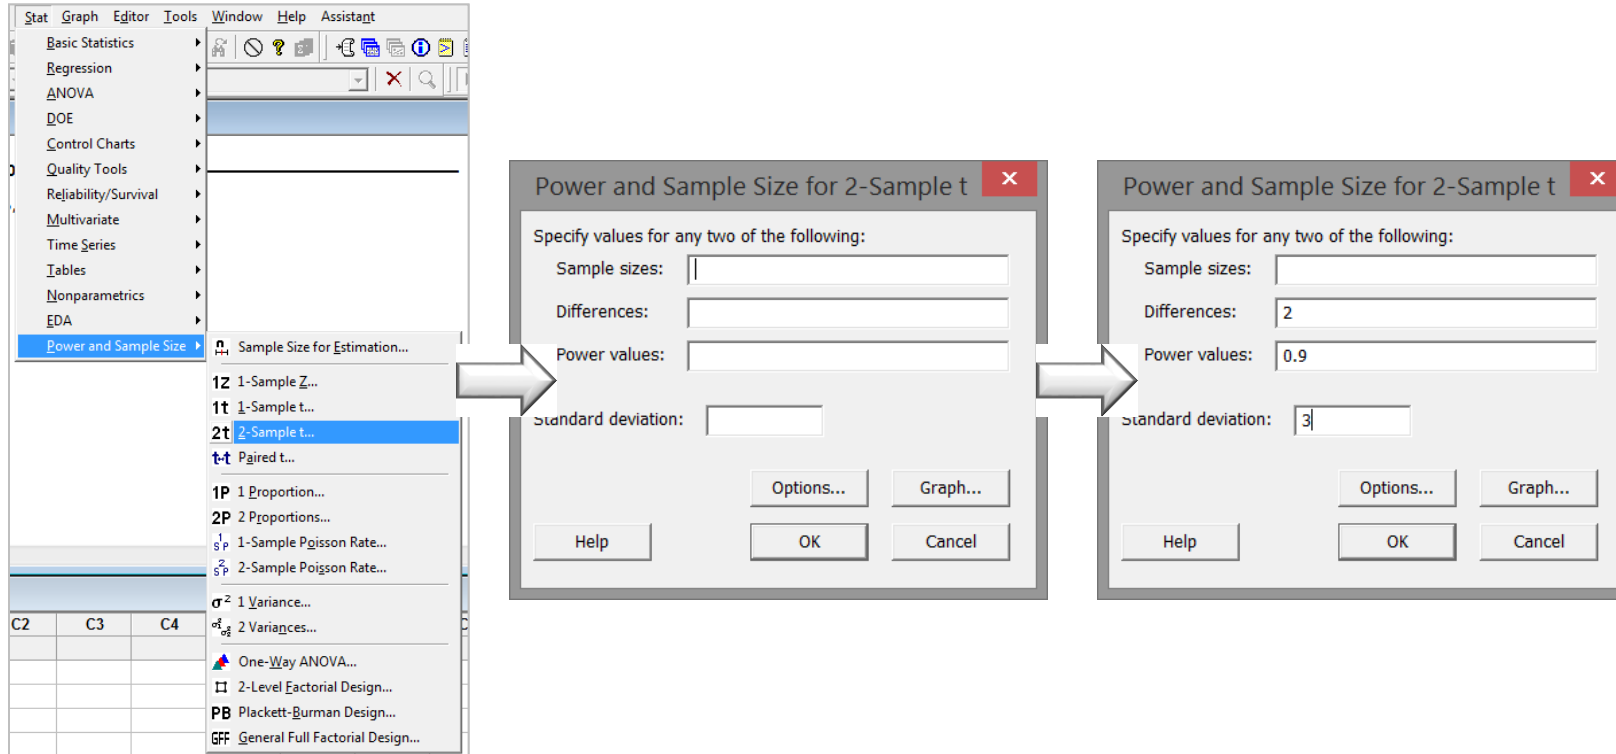 Stat Graph Editor Tools Window Help Assistant
Basic Statistics
Regression
ANOVA
DOE
Control Charts
Quality Tools
Reliability/Survival
Multivariate
Time Series
Tables
Nonparametrics
EDA
Power and Sample Size
Sample Size for Estimation...
1Z 1-Sample Z...
1t 1-Sample t...
2t 2-Sample t...
t-t Paired t...
1P 1 Proportion...
2P 2 Proportions...
1-Sample Poisson Rate...
2-Sample Poisson Rate...
σ² 1 Variance...
2 Variances...
One-Way ANOVA...
2-Level Factorial Design...
PB Plackett-Burman Design...
GFF General Full Factorial Design...
C2 C3 C4
Power and Sample Size for 2-Sample t
Specify values for any two of the following:
Sample sizes:
Differences:
Power values:
Standard deviation:
Options... Graph...
Help OK Cancel
Power and Sample Size for 2-Sample t
Specify values for any two of the following:
Sample sizes:
Differences: 2
Power values: 0.9
Standard deviation: 3
Options... Graph...
Help OK Cancel